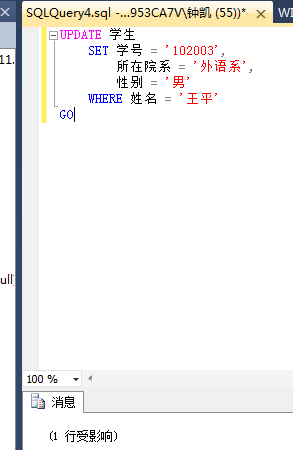 SQLQuery4.sql -...953CA7V\钟凯 (55))*
WI
11.
UPDATE 学生
SET 学号 = '102003',
所在院系 = '外语系',
性别 = '男'
WHERE 姓名 = '王平'
GO
ull)
100 %
消息
(1 行受影响)